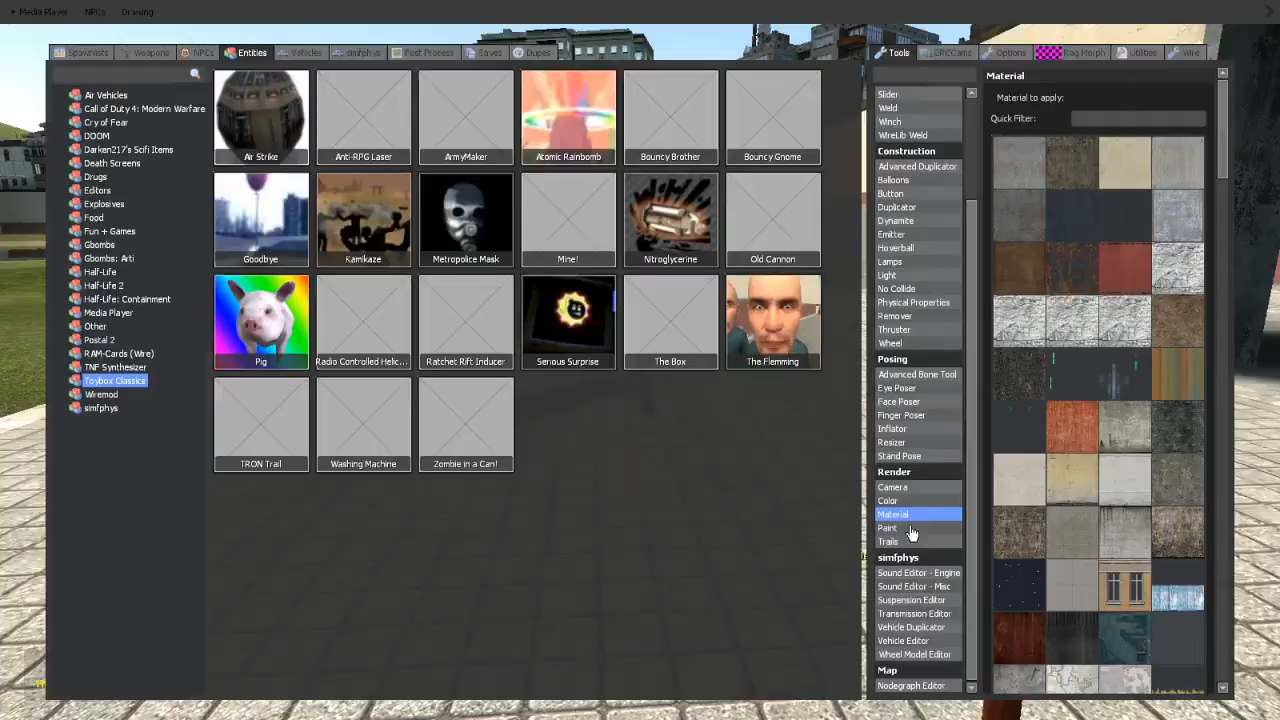 Media Player NPCs Drawing
Spawnlists Weapons NPCs Entities Vehicles simfphys Post Process Saves Dupes
Tools CRCCams Options Rag Morph Utilities Wire
Air Vehicles
Call of Duty 4: Modern Warfare
Cry of Fear
DOOM
Darken217's Scifi Items
Death Screens
Drugs
Editors
Explosives
Food
Fun + Games
Gbombs
Gbombs: Arti
Half-Life
Half-Life 2
Half-Life: Containment
Media Player
Other
Postal 2
RAM-Cards (Wire)
TNF Synthesizer
Toybox Classics
Wiremod
simfphys
Air Strike
Anti-RPG Laser
ArmyMaker
Atomic Rainbomb
Bouncy Brother
Bouncy Gnome
Goodbye
Kamikaze
Metropolice Mask
Mine!
Nitroglycerine
Old Cannon
Pig
Radio Controlled Helic...
Ratchet Rift Inducer
Serious Surprise
The Box
The Flemming
TRON Trail
Washing Machine
Zombie in a Can!
Slider
Weld
Winch
WireLib Weld
Construction
Advanced Duplicator
Balloons
Button
Duplicator
Dynamite
Emitter
Hoverball
Lamps
Light
No Collide
Physical Properties
Remover
Thruster
Wheel
Posing
Advanced Bone Tool
Eye Poser
Face Poser
Finger Poser
Inflator
Resizer
Stand Pose
Render
Camera
Color
Material
Paint
Trails
simfphys
Sound Editor - Engine
Sound Editor - Misc
Suspension Editor
Transmission Editor
Vehicle Duplicator
Vehicle Editor
Wheel Model Editor
Map
Nodegraph Editor
Material
Material to apply:
Quick Filter: